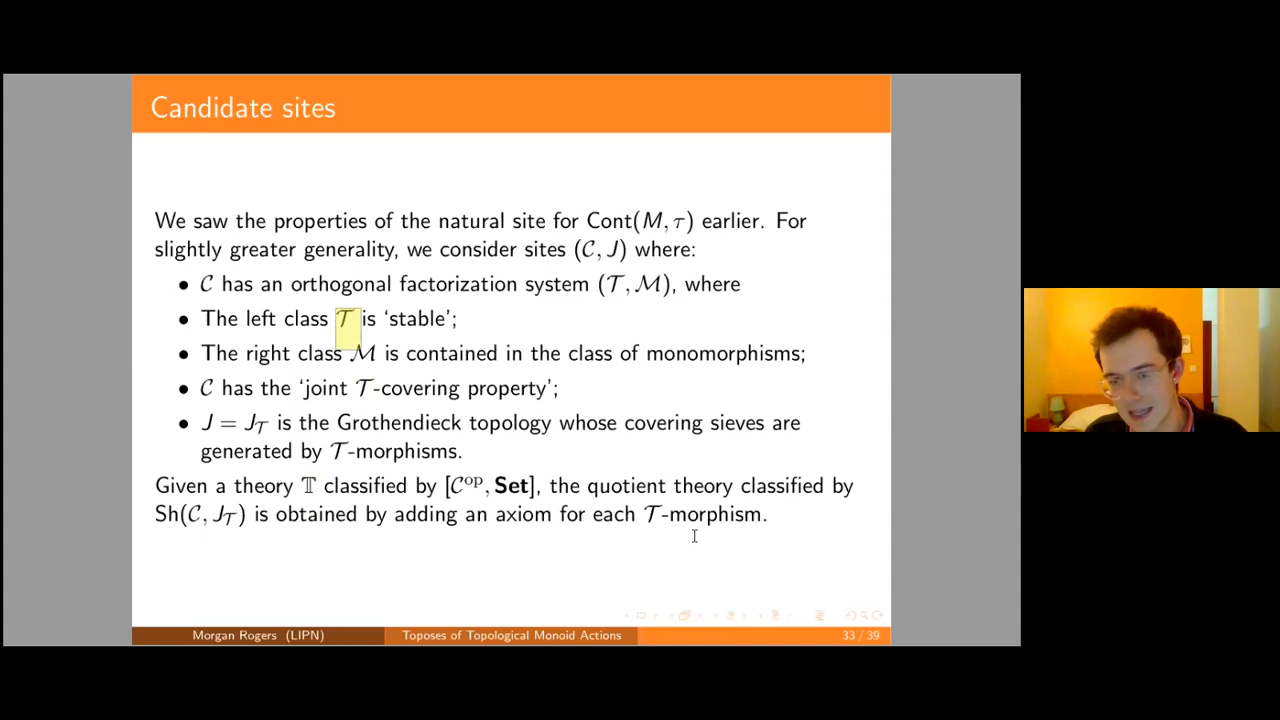 Candidate sites
We saw the properties of the natural site for Cont(M, τ) earlier. For
slightly greater generality, we consider sites (𝒞, J) where:
• 𝒞 has an orthogonal factorization system (𝒯, ℳ), where
• The left class 𝒯 is ‘stable’;
• The right class ℳ is contained in the class of monomorphisms;
• 𝒞 has the ‘joint 𝒯-covering property’;
• J = J_𝒯 is the Grothendieck topology whose covering sieves are
generated by 𝒯-morphisms.
Given a theory 𝕋 classified by [𝒞^op, Set], the quotient theory classified by
Sh(𝒞, J_𝒯) is obtained by adding an axiom for each 𝒯-morphism.
Morgan Rogers (LIPN) Toposes of Topological Monoid Actions 33 / 39